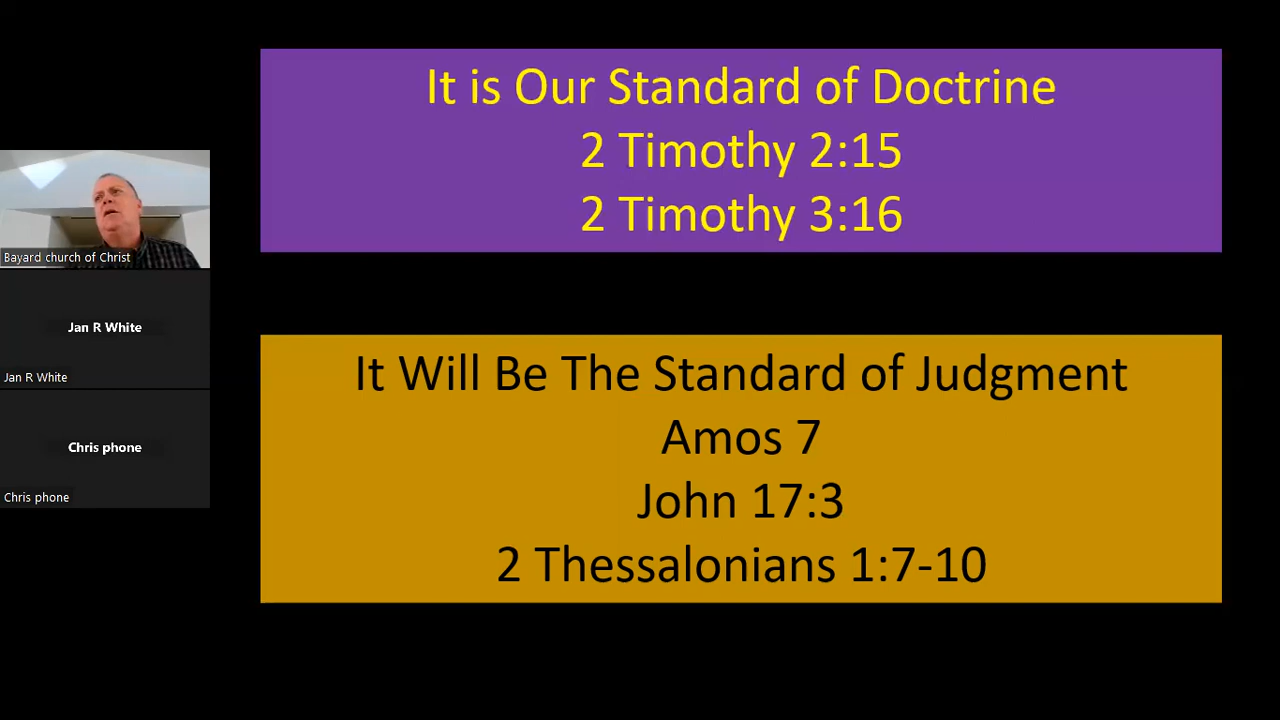 It is Our Standard of Doctrine
2 Timothy 2:15
2 Timothy 3:16
It Will Be The Standard of Judgment
Amos 7
John 17:3
2 Thessalonians 1:7-10
Bayard church of Christ
Jan R White
Jan R White
Chris phone
Chris phone